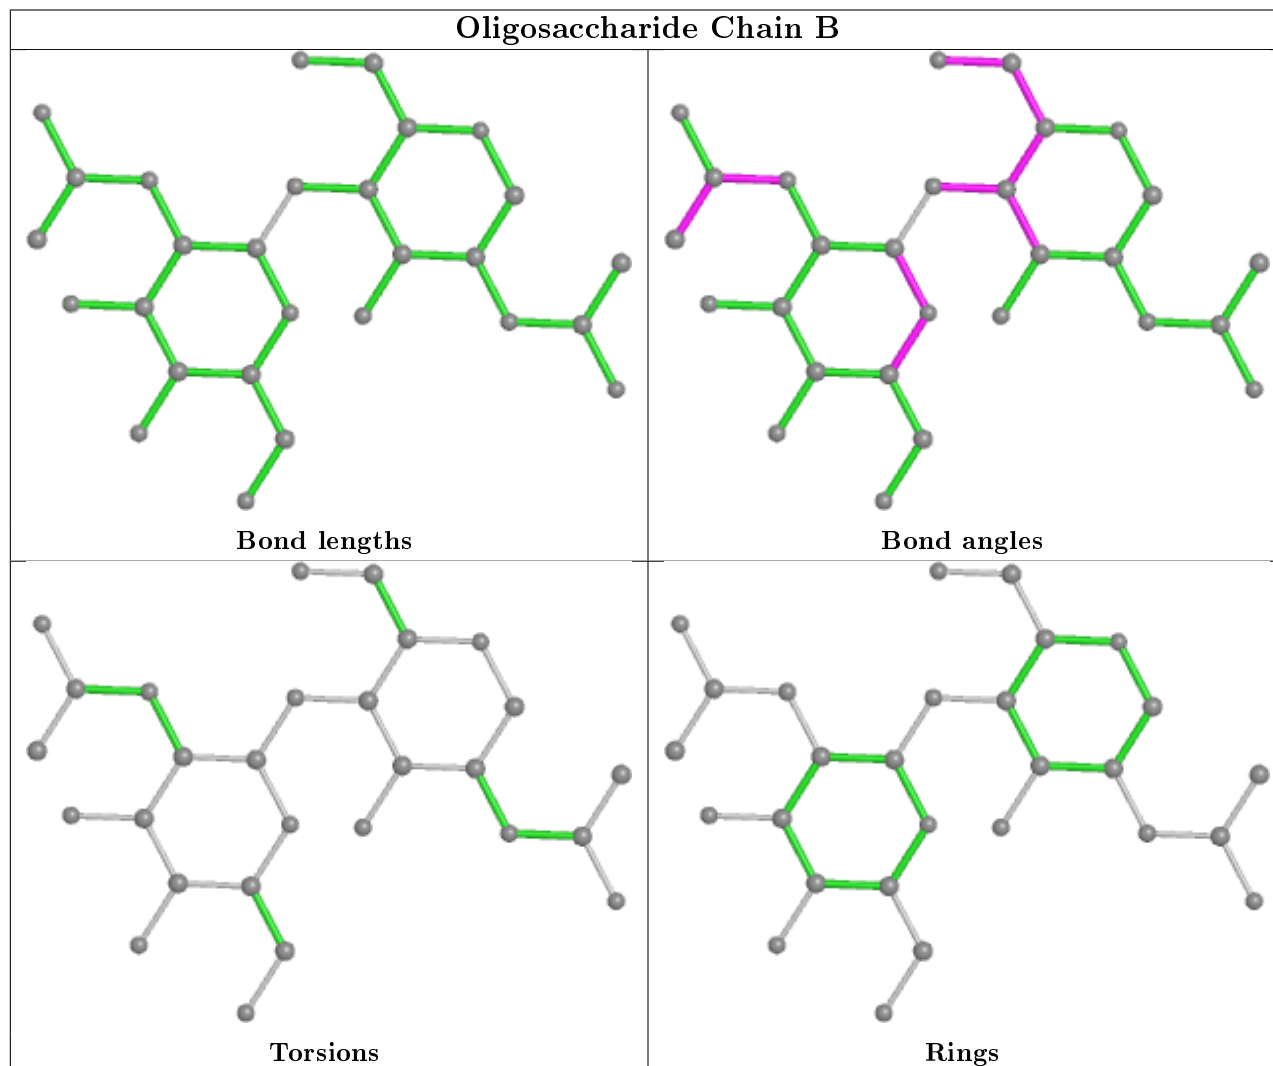 Oligosaccharide Chain B
Bond lengths
Bond angles
Torsions
Rings